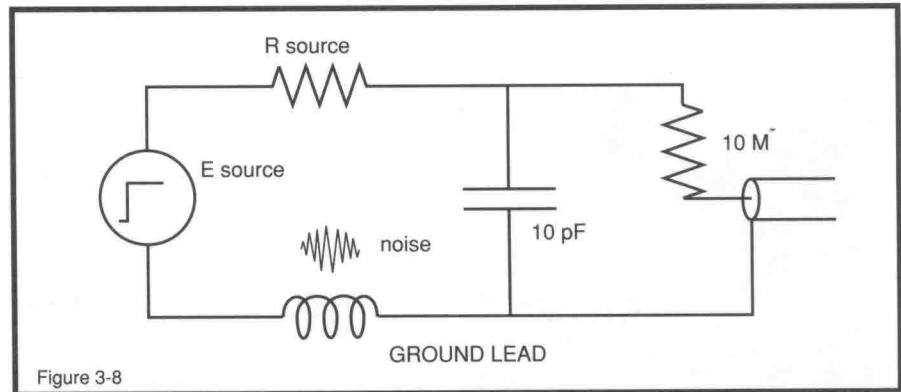 R source
10 M˜
E source
noise
10 pF
GROUND LEAD
Figure 3-8